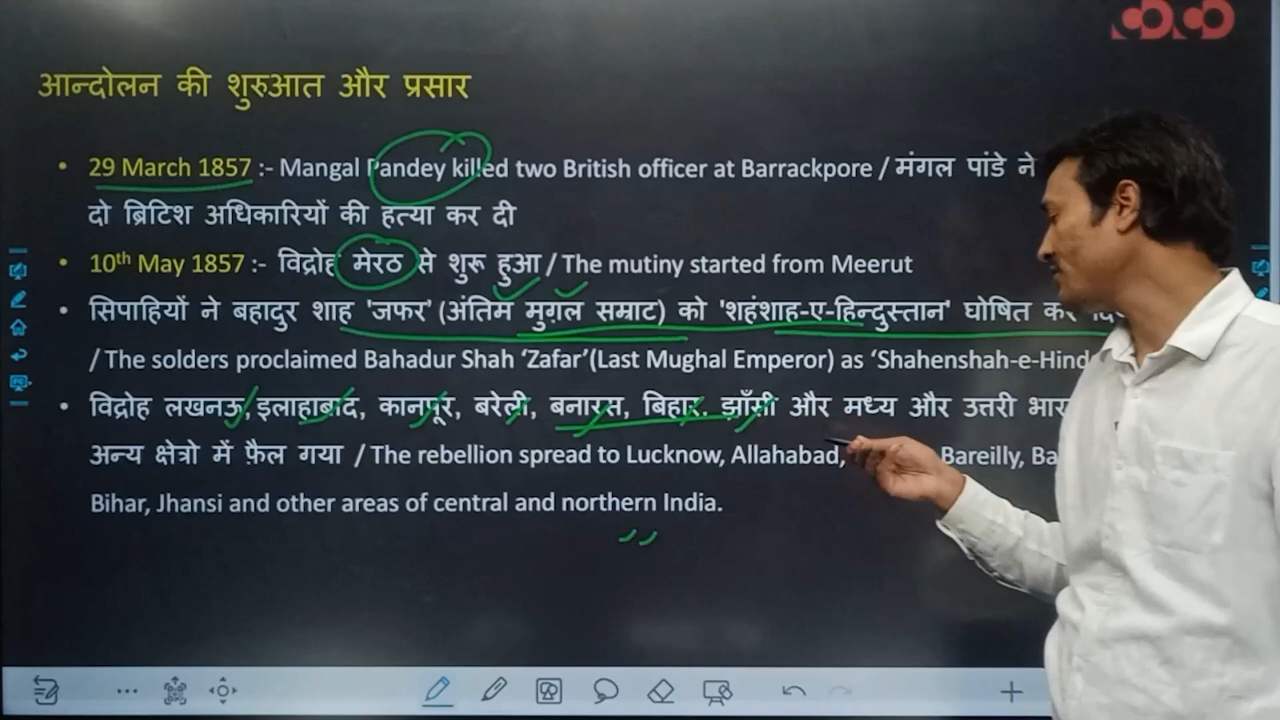 आन्दोलन की शुरुआत और प्रसार
• 29 March 1857 :- Mangal Pandey killed two British officer at Barrackpore / मंगल पांडे ने
दो ब्रिटिश अधिकारियों की हत्या कर दी
• 10th May 1857 :- विद्रोह मेरठ से शुरू हुआ / The mutiny started from Meerut
• सिपाहियों ने बहादुर शाह 'जफर' (अंतिम मुग़ल सम्राट) को 'शहंशाह-ए-हिन्दुस्तान' घोषित कर
/ The solders proclaimed Bahadur Shah ‘Zafar’(Last Mughal Emperor) as ‘Shahenshah-e-Hind
• विद्रोह लखनऊ, इलाहाबाद, कानपूर, बरेली, बनारस, बिहार, झाँसी और मध्य और उत्तरी
अन्य क्षेत्रो में फ़ैल गया / The rebellion spread to Lucknow, Allahabad, Bareilly,
Bihar, Jhansi and other areas of central and northern India.